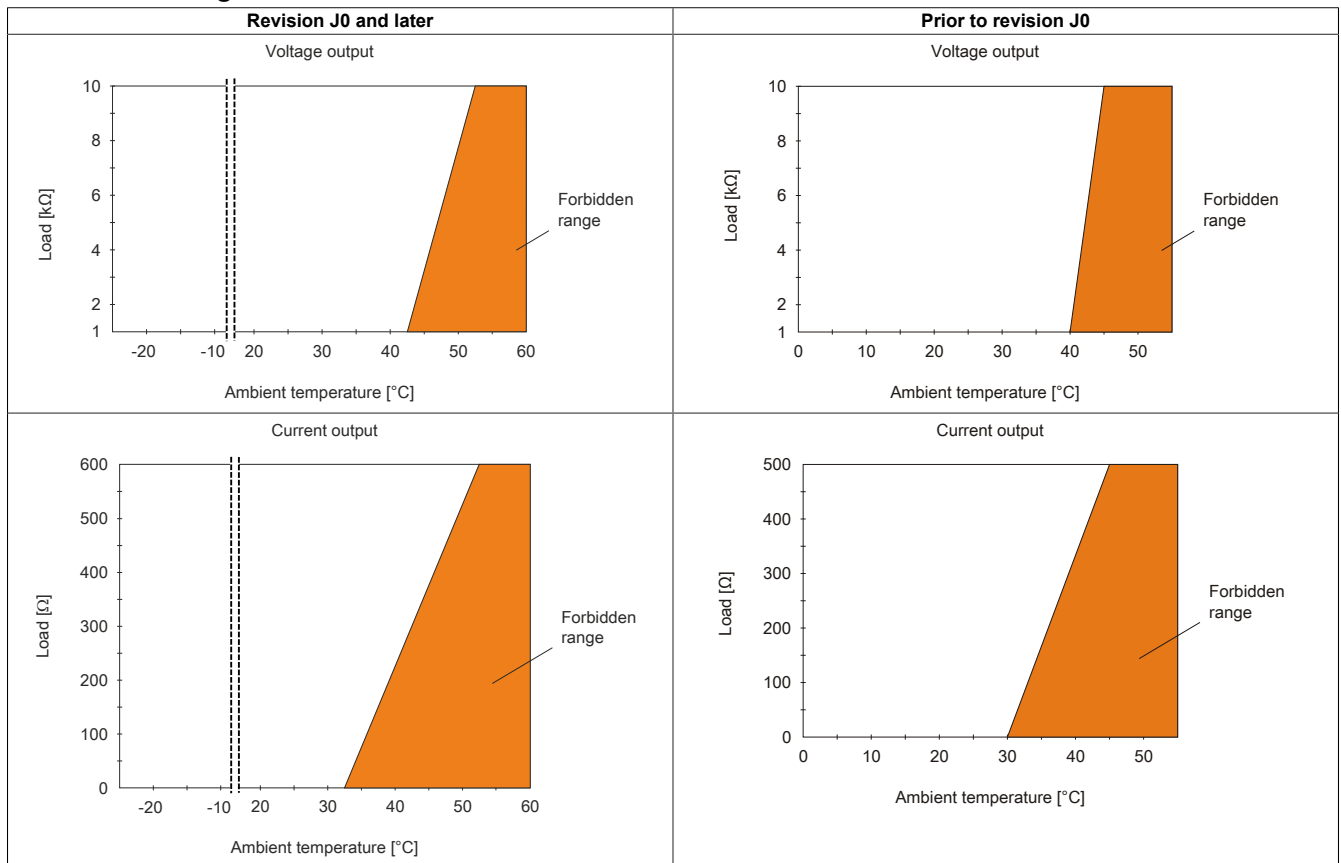 Revision J0 and later
Prior to revision J0
Voltage output
10
8
6
4
2
1
Load [kΩ]
-20 -10 20 30 40 50 60
Ambient temperature [°C]
Forbidden
range
Voltage output
10
8
6
4
2
1
Load [kΩ]
0 10 20 30 40 50
Ambient temperature [°C]
Forbidden
range
Current output
600
500
400
300
200
100
0
Load [Ω]
-20 -10 20 30 40 50 60
Ambient temperature [°C]
Forbidden
range
Current output
500
400
300
200
100
0
Load [Ω]
0 10 20 30 40 50
Ambient temperature [°C]
Forbidden
range